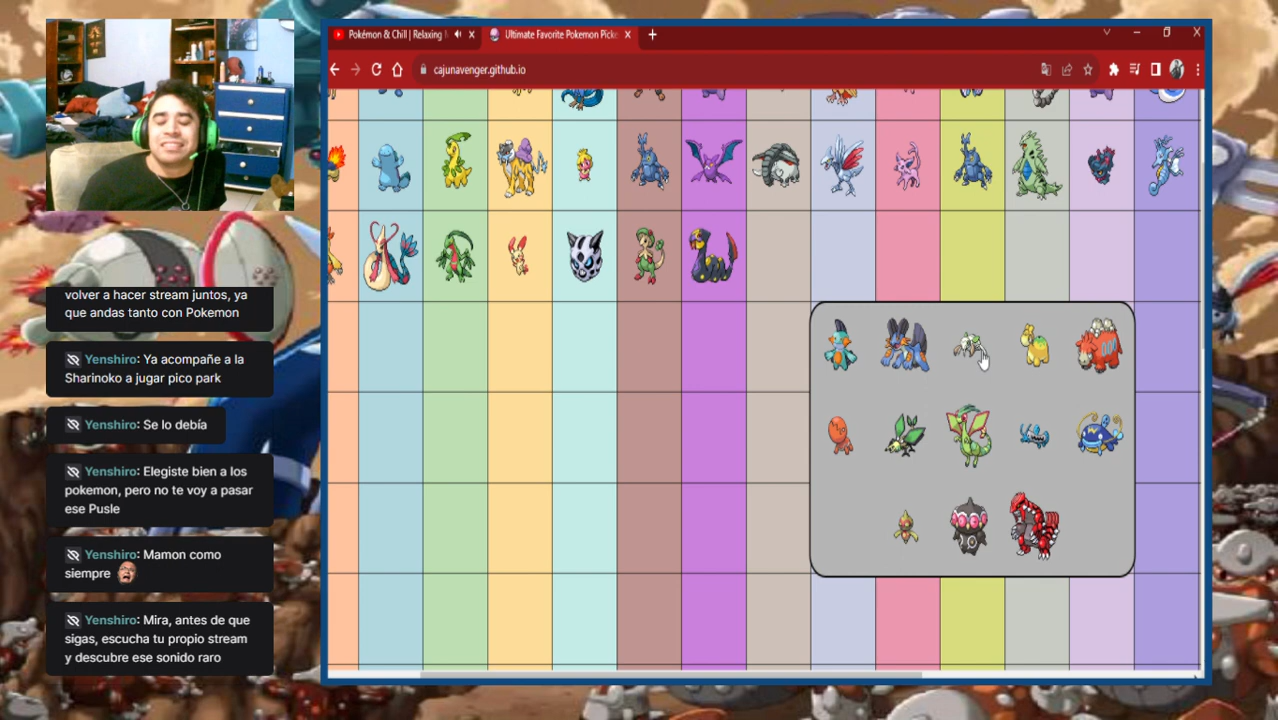 Pokémon & Chill | Relaxing
Ultimate Favorite Pokemon Picke
cajunavenger.github.io
volver a hacer stream juntos, ya
que andas tanto con Pokemon
Yenshiro: Ya acompañe a la
Sharinoko a jugar pico park
Yenshiro: Se lo debía
Yenshiro: Elegiste bien a los
pokemon, pero no te voy a pasar
ese Pusle
Yenshiro: Mamon como
siempre
Yenshiro: Mira, antes de que
sigas, escucha tu propio stream
y descubre ese sonido raro